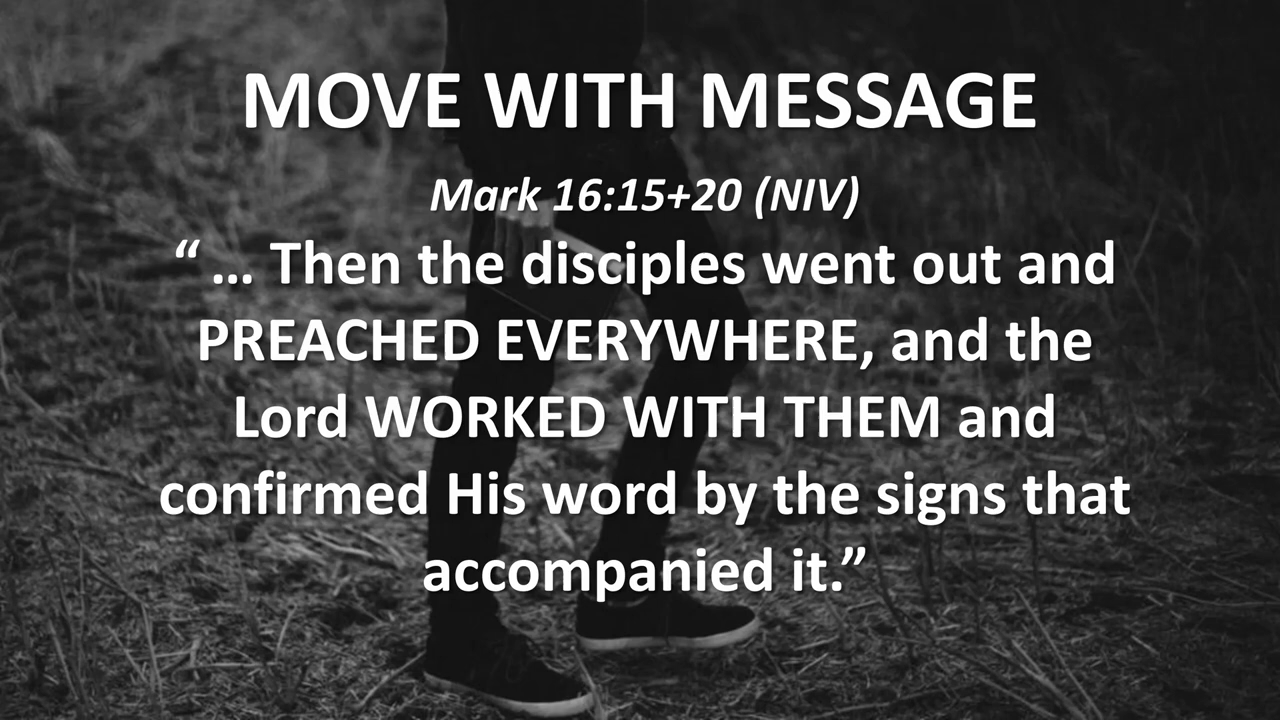 MOVE WITH MESSAGE
Mark 16:15+20 (NIV)
“ … Then the disciples went out and
PREACHED EVERYWHERE, and the
Lord WORKED WITH THEM and
confirmed His word by the signs that
accompanied it.”